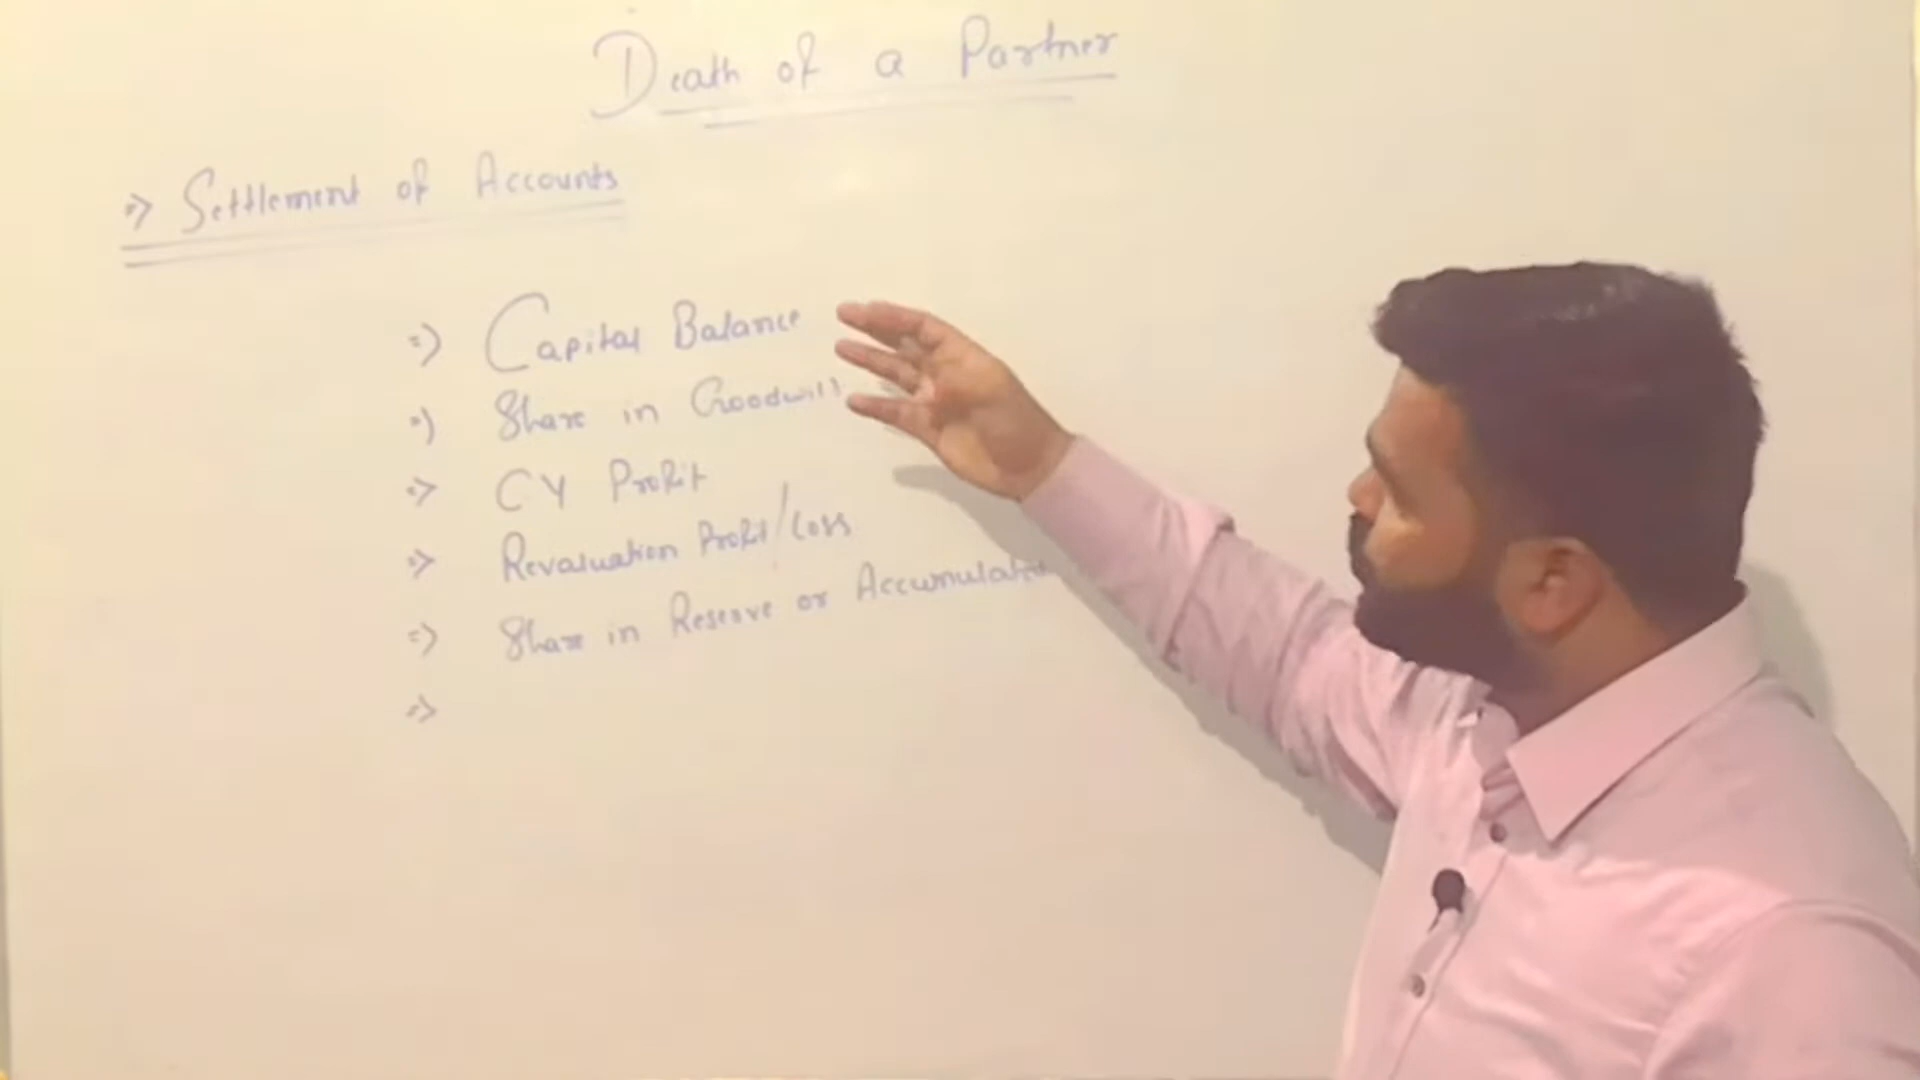 Death of a Partner
=> Settlement of Accounts
=> Capital Balance
=> Share in Goodwill
=> CY Profit
=> Revaluation Profit/Loss
=> Share in Reserve or Accumulate
=>